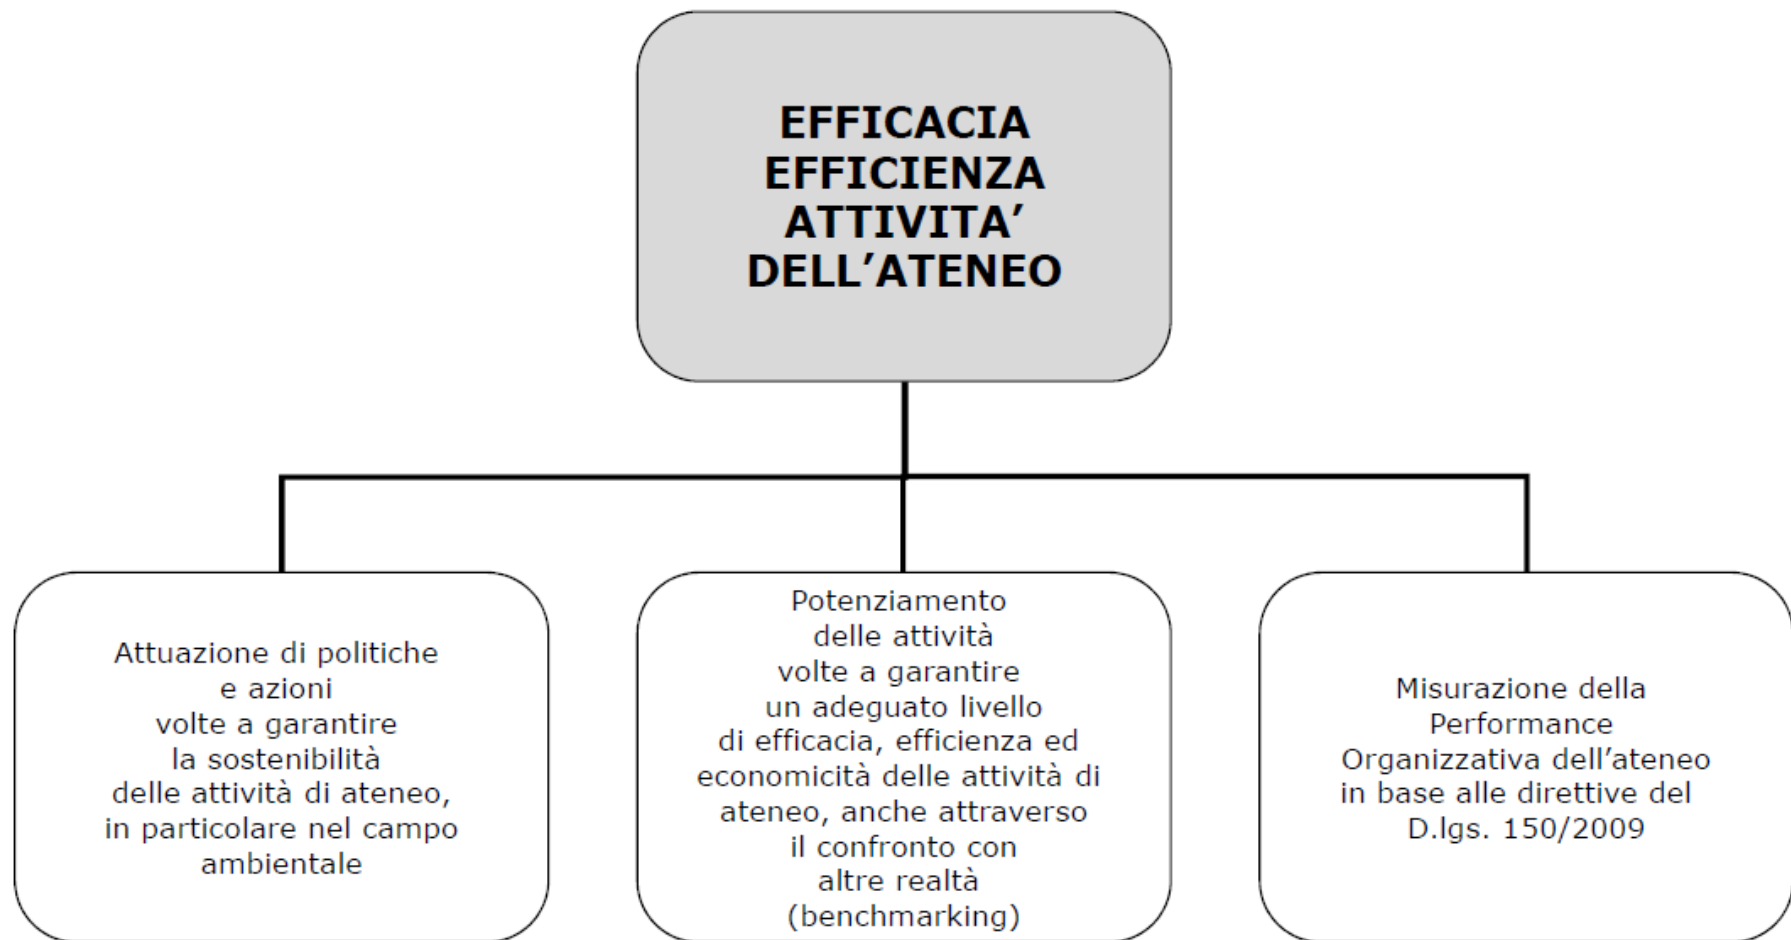 EFFICACIA
EFFICIENZA
ATTIVITA’
DELL’ATENEO
Attuazione di politiche
e azioni
volte a garantire
la sostenibilità
delle attività di ateneo,
in particolare nel campo
ambientale
Potenziamento
delle attività
volte a garantire
un adeguato livello
di efficacia, efficienza ed
economicità delle attività di
ateneo, anche attraverso
il confronto con
altre realtà
(benchmarking)
Misurazione della
Performance
Organizzativa dell’ateneo
in base alle direttive del
D.lgs. 150/2009